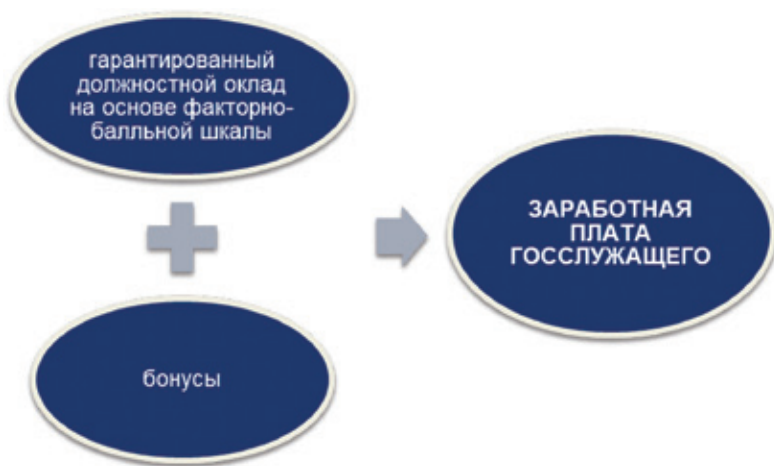 гарантированный
должностной оклад
на основе факторно-
балльной шкалы
бонусы
ЗАРАБОТНАЯ
ПЛАТА
ГОССЛУЖАЩЕГО